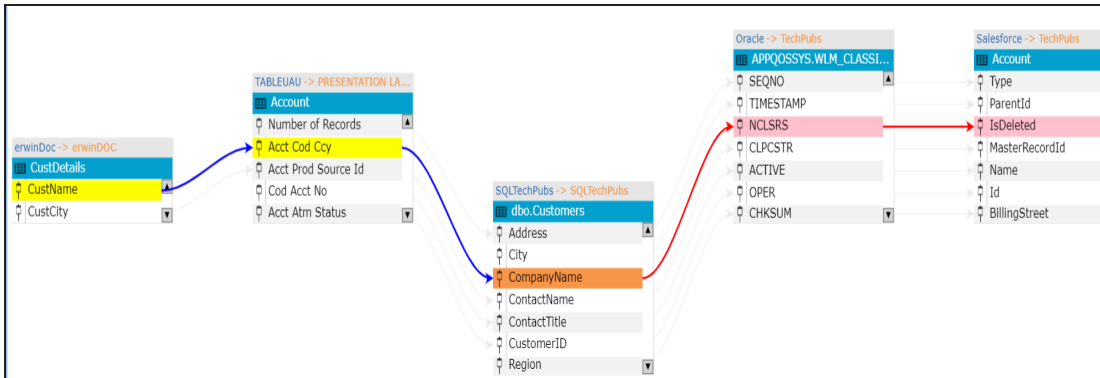 erwinDoc -> erwinDOC
CustDetails
CustName
CustCity
TABLEUAU -> PRESENTATION LA...
Account
Number of Records
Acct Cod Ccy
Acct Prod Source Id
Cod Acct No
Acct Atm Status
SQLTechPubs -> SQLTechPubs
dbo.Customers
Address
City
CompanyName
ContactName
ContactTitle
CustomerID
Region
Oracle -> TechPubs
APPQOSSYS.WLM_CLASSI...
SEQNO
TIMESTAMP
NCLSRS
CLPCSTR
ACTIVE
OPER
CHKSUM
Salesforce -> TechPubs
Account
Type
ParentId
IsDeleted
MasterRecordId
Name
Id
BillingStreet